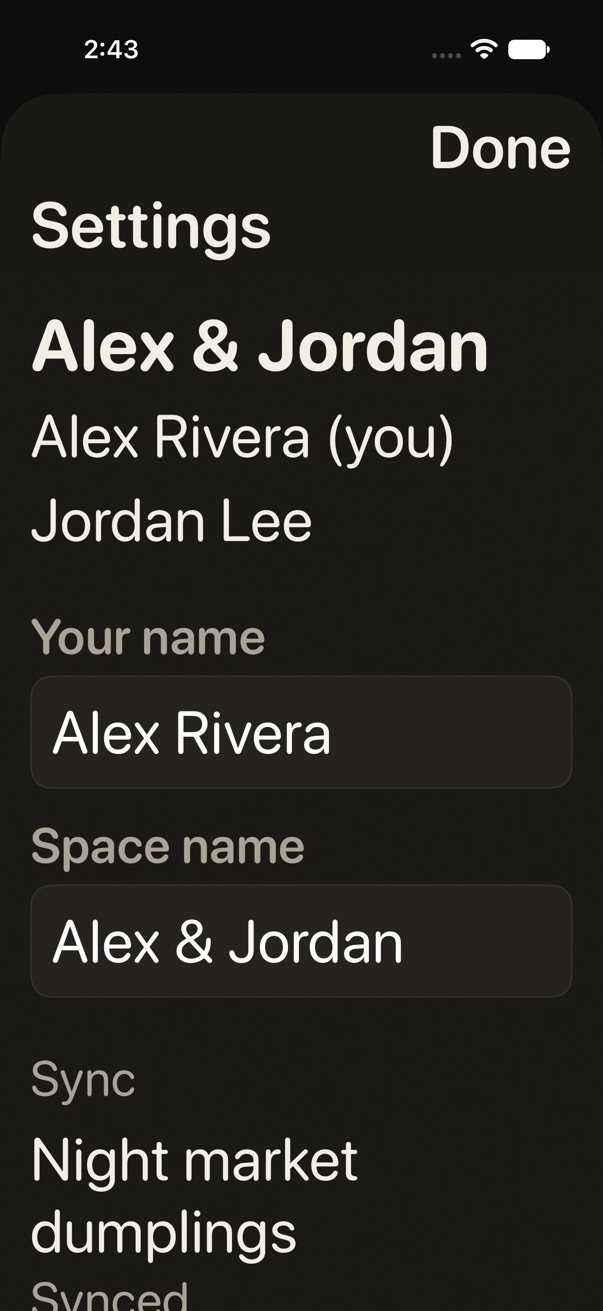 2:43
Done
Settings
Alex & Jordan
Alex Rivera (you)
Jordan Lee
Your name
Alex Rivera
Space name
Alex & Jordan
Sync
Night market
dumplings
Synced